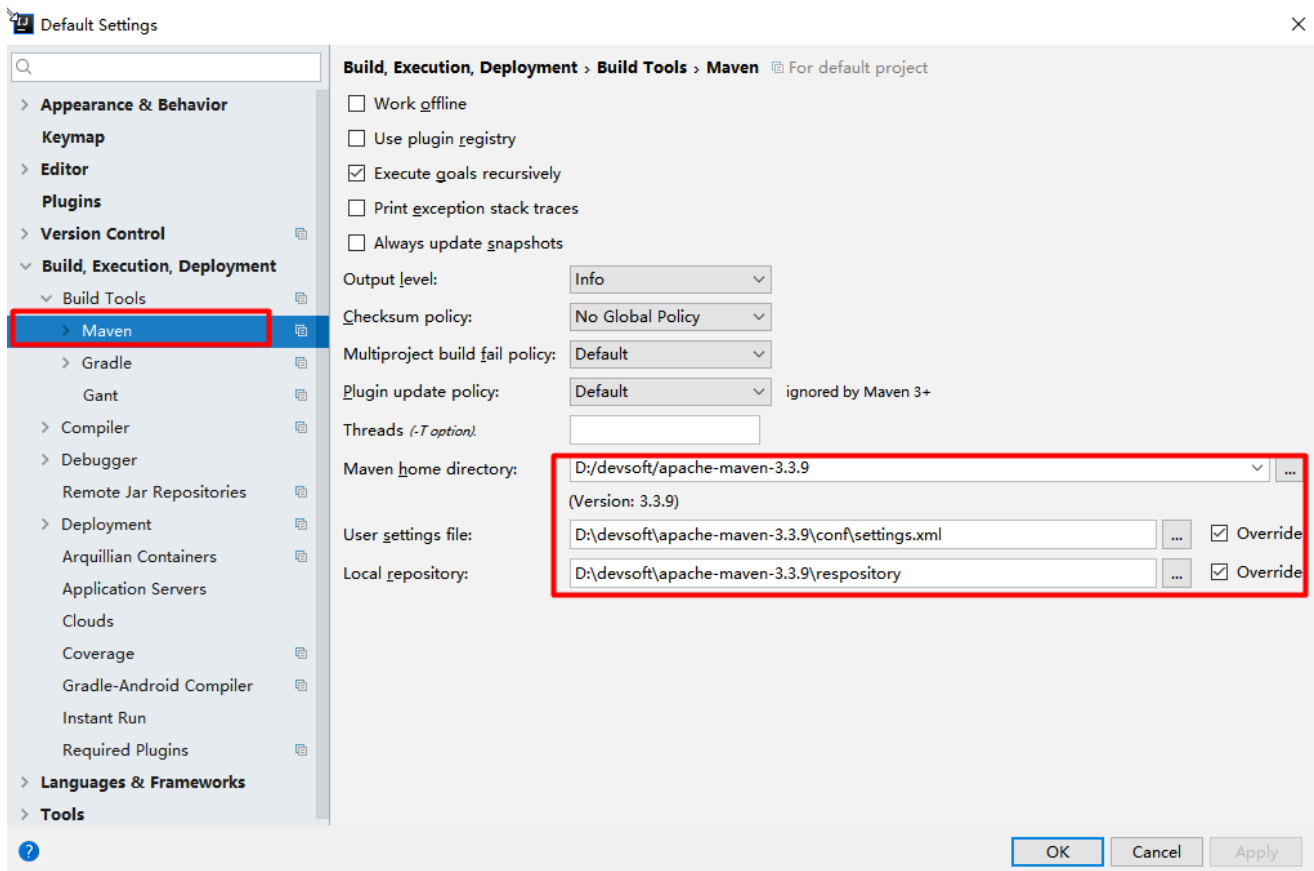 Default Settings
Build, Execution, Deployment › Build Tools › Maven For default project
Appearance & Behavior
Keymap
Editor
Plugins
Version Control
Build, Execution, Deployment
Build Tools
Maven
Gradle
Gant
Compiler
Debugger
Remote Jar Repositories
Deployment
Arquillian Containers
Application Servers
Clouds
Coverage
Gradle-Android Compiler
Instant Run
Required Plugins
Languages & Frameworks
Tools
Work offline
Use plugin registry
Execute goals recursively
Print exception stack traces
Always update snapshots
Output level: Info
Checksum policy: No Global Policy
Multiproject build fail policy: Default
Plugin update policy: Default ignored by Maven 3+
Threads (-T option).
Maven home directory: D:/devsoft/apache-maven-3.3.9 ...
(Version: 3.3.9)
User settings file: D:\devsoft\apache-maven-3.3.9\conf\settings.xml ... Override
Local repository: D:\devsoft\apache-maven-3.3.9\respository ... Override
? OK Cancel Apply